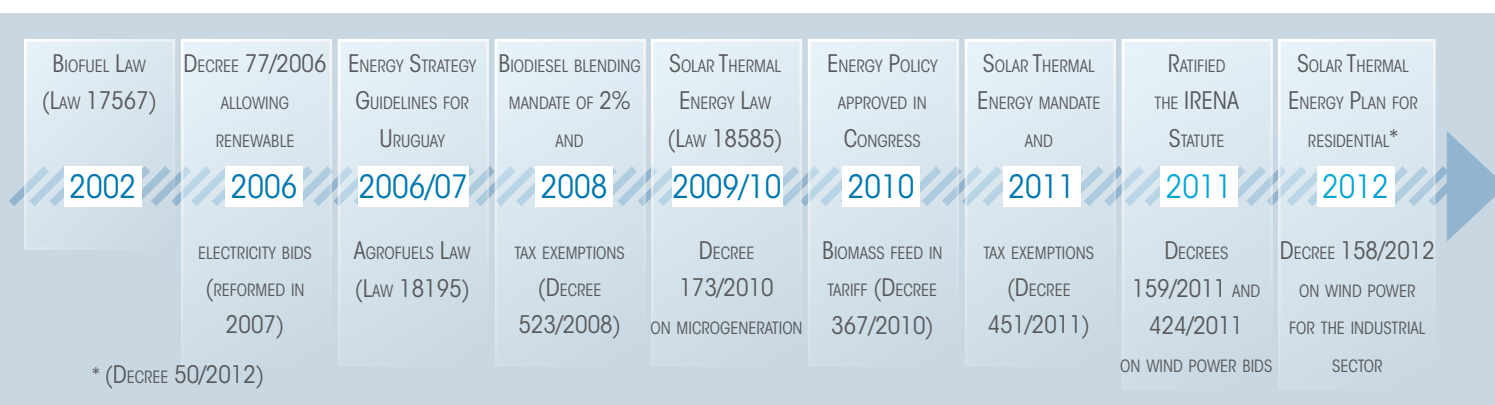 Biofuel Law
(Law 17567)
2002
Decree 77/2006
allowing
renewable
2006
electricity bids
(reformed in
2007)
Energy Strategy
Guidelines for
Uruguay
2006/07
Agrofuels Law
(Law 18195)
Biodiesel blending
mandate of 2%
and
2008
tax exemptions
(Decree
523/2008)
Solar Thermal
Energy Law
(Law 18585)
2009/10
Decree
173/2010
on microgeneration
Energy Policy
approved in
Congress
2010
Biomass feed in
tariff (Decree
367/2010)
Solar Thermal
Energy mandate
and
2011
tax exemptions
(Decree
451/2011)
Ratified
the IRENA
Statute
2011
Decrees
159/2011 and
424/2011
on wind power bids
Solar Thermal
Energy Plan for
residential*
2012
Decree 158/2012
on wind power
for the industrial
sector
* (Decree 50/2012)